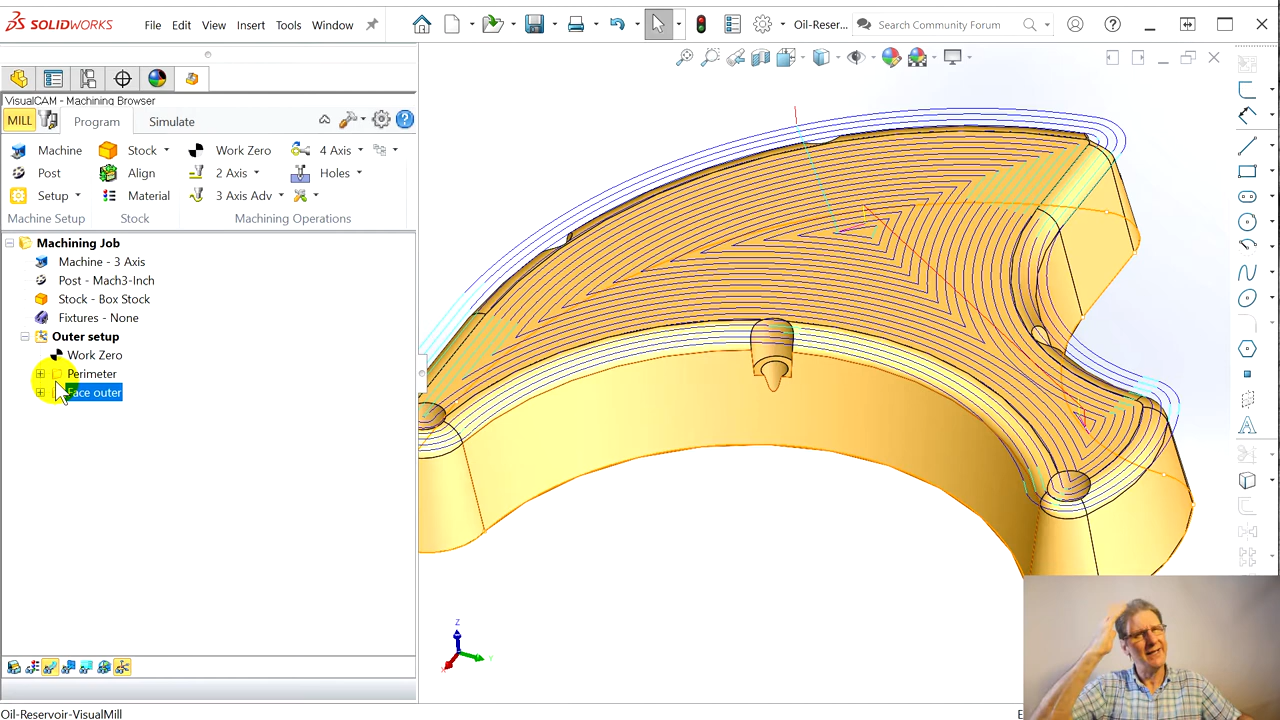 SOLIDWORKS File Edit View Insert Tools Window Oil-Reser... Search Community Forum
VisualCAM - Machining Browser
MILL Program Simulate
Machine Stock Work Zero 4 Axis
Post Align 2 Axis Holes
Setup Material 3 Axis Adv
Machine Setup Stock Machining Operations
Machining Job
Machine - 3 Axis
Post - Mach3-Inch
Stock - Box Stock
Fixtures - None
Outer setup
Work Zero
Perimeter
Face outer
Z
X Y
Oil-Reservoir-VisualMill